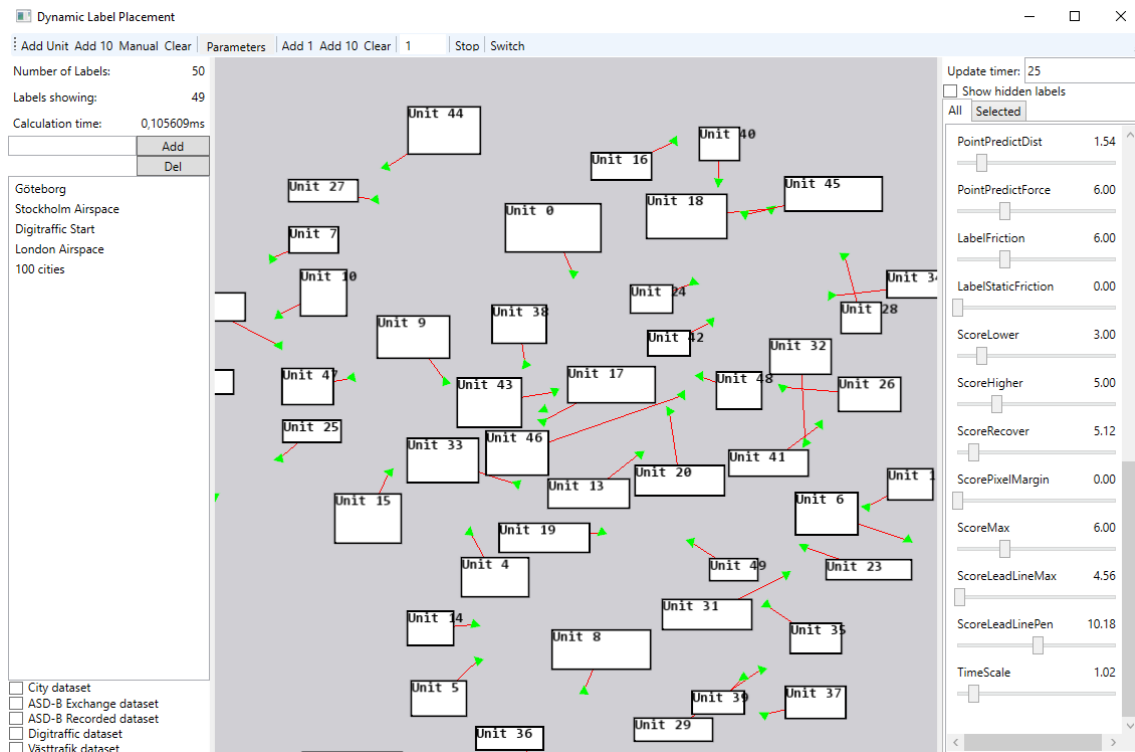 Dynamic Label Placement
Add Unit Add 10 Manual Clear Parameters Add 1 Add 10 Clear 1 Stop Switch
Number of Labels: 50
Labels showing: 49
Calculation time: 0,105609ms
Add
Del
Göteborg
Stockholm Airspace
Digitraffic Start
London Airspace
100 cities
City dataset
ASD-B Exchange dataset
ASD-B Recorded dataset
Digitraffic dataset
Västtrafik dataset
Unit 44
Unit 40
Unit 16
Unit 27
Unit 45
Unit 18
Unit 0
Unit 7
Unit 10
Unit 24
Unit 28
Unit 38
Unit 9
Unit 42
Unit 32
Unit 47
Unit 17
Unit 48
Unit 43
Unit 26
Unit 25
Unit 46
Unit 33
Unit 41
Unit 20
Unit 13
Unit 15
Unit 6
Unit 19
Unit 4
Unit 49
Unit 23
Unit 31
Unit 14
Unit 35
Unit 8
Unit 5
Unit 39
Unit 37
Unit 29
Unit 36
Update timer: 25
Show hidden labels
All Selected
PointPredictDist 1.54
PointPredictForce 6.00
LabelFriction 6.00
LabelStaticFriction 0.00
ScoreLower 3.00
ScoreHigher 5.00
ScoreRecover 5.12
ScorePixelMargin 0.00
ScoreMax 6.00
ScoreLeadLineMax 4.56
ScoreLeadLinePen 10.18
TimeScale 1.02